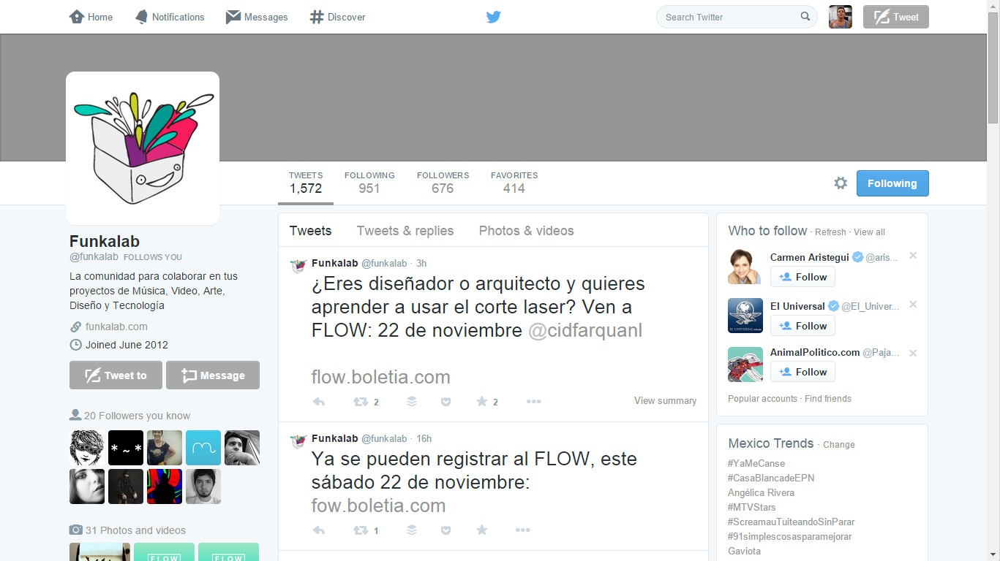 Home Notifications Messages Discover Search Twitter Tweet
TWEETS FOLLOWING FOLLOWERS FAVORITES
1,572 951 676 414
Following
Funkalab
@funkalab FOLLOWS YOU
La comunidad para colaborar en tus
proyectos de Música, Video, Arte,
Diseño y Tecnología
funkalab.com
Joined June 2012
Tweet to Message
20 Followers you know
* ~ *
31 Photos and videos
FLOW FLOW
Tweets Tweets & replies Photos & videos
Funkalab @funkalab · 3h
¿Eres diseñador o arquitecto y quieres
aprender a usar el corte laser? Ven a
FLOW: 22 de noviembre @cidfarquanl
flow.boletia.com
2 2 View summary
Funkalab @funkalab · 16h
Ya se pueden registrar al FLOW, este
sábado 22 de noviembre:
fow.boletia.com
1
Who to follow · Refresh · View all
Carmen Aristegui @aris...
Follow
El Universal @El_Univer...
Follow
AnimalPolitico.com @Paja...
Follow
Popular accounts · Find friends
Mexico Trends · Change
#YaMeCanse
#CasaBlancadeEPN
Angélica Rivera
#MTVStars
#ScreamauTuiteandoSinParar
#91simplescosasparamejorar
Gaviota